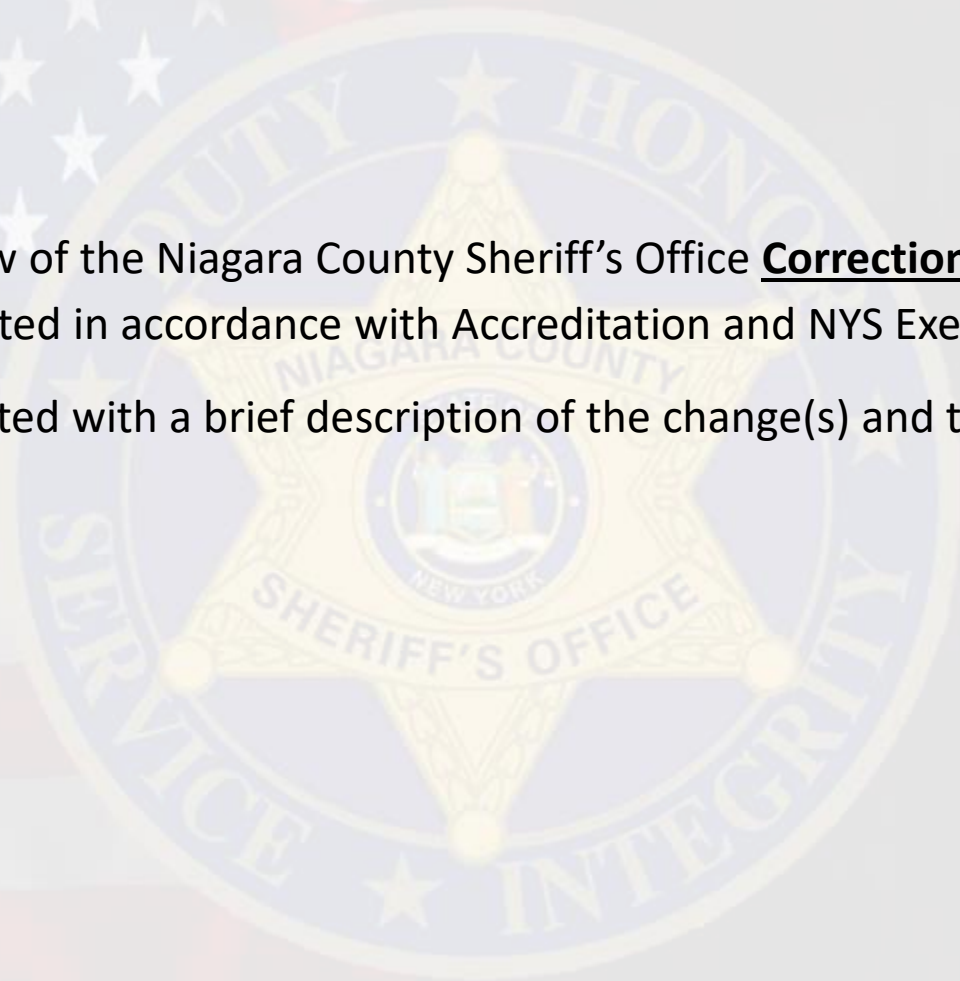 w of the Niagara County Sheriff’s Office Correction
ted in accordance with Accreditation and NYS Exe
ted with a brief description of the change(s) and t
DUTY ★ HONO
NIAGARA COUNTY
NEW YORK
SHERIFF'S OFFICE
SERVICE ★ INTEGRITY